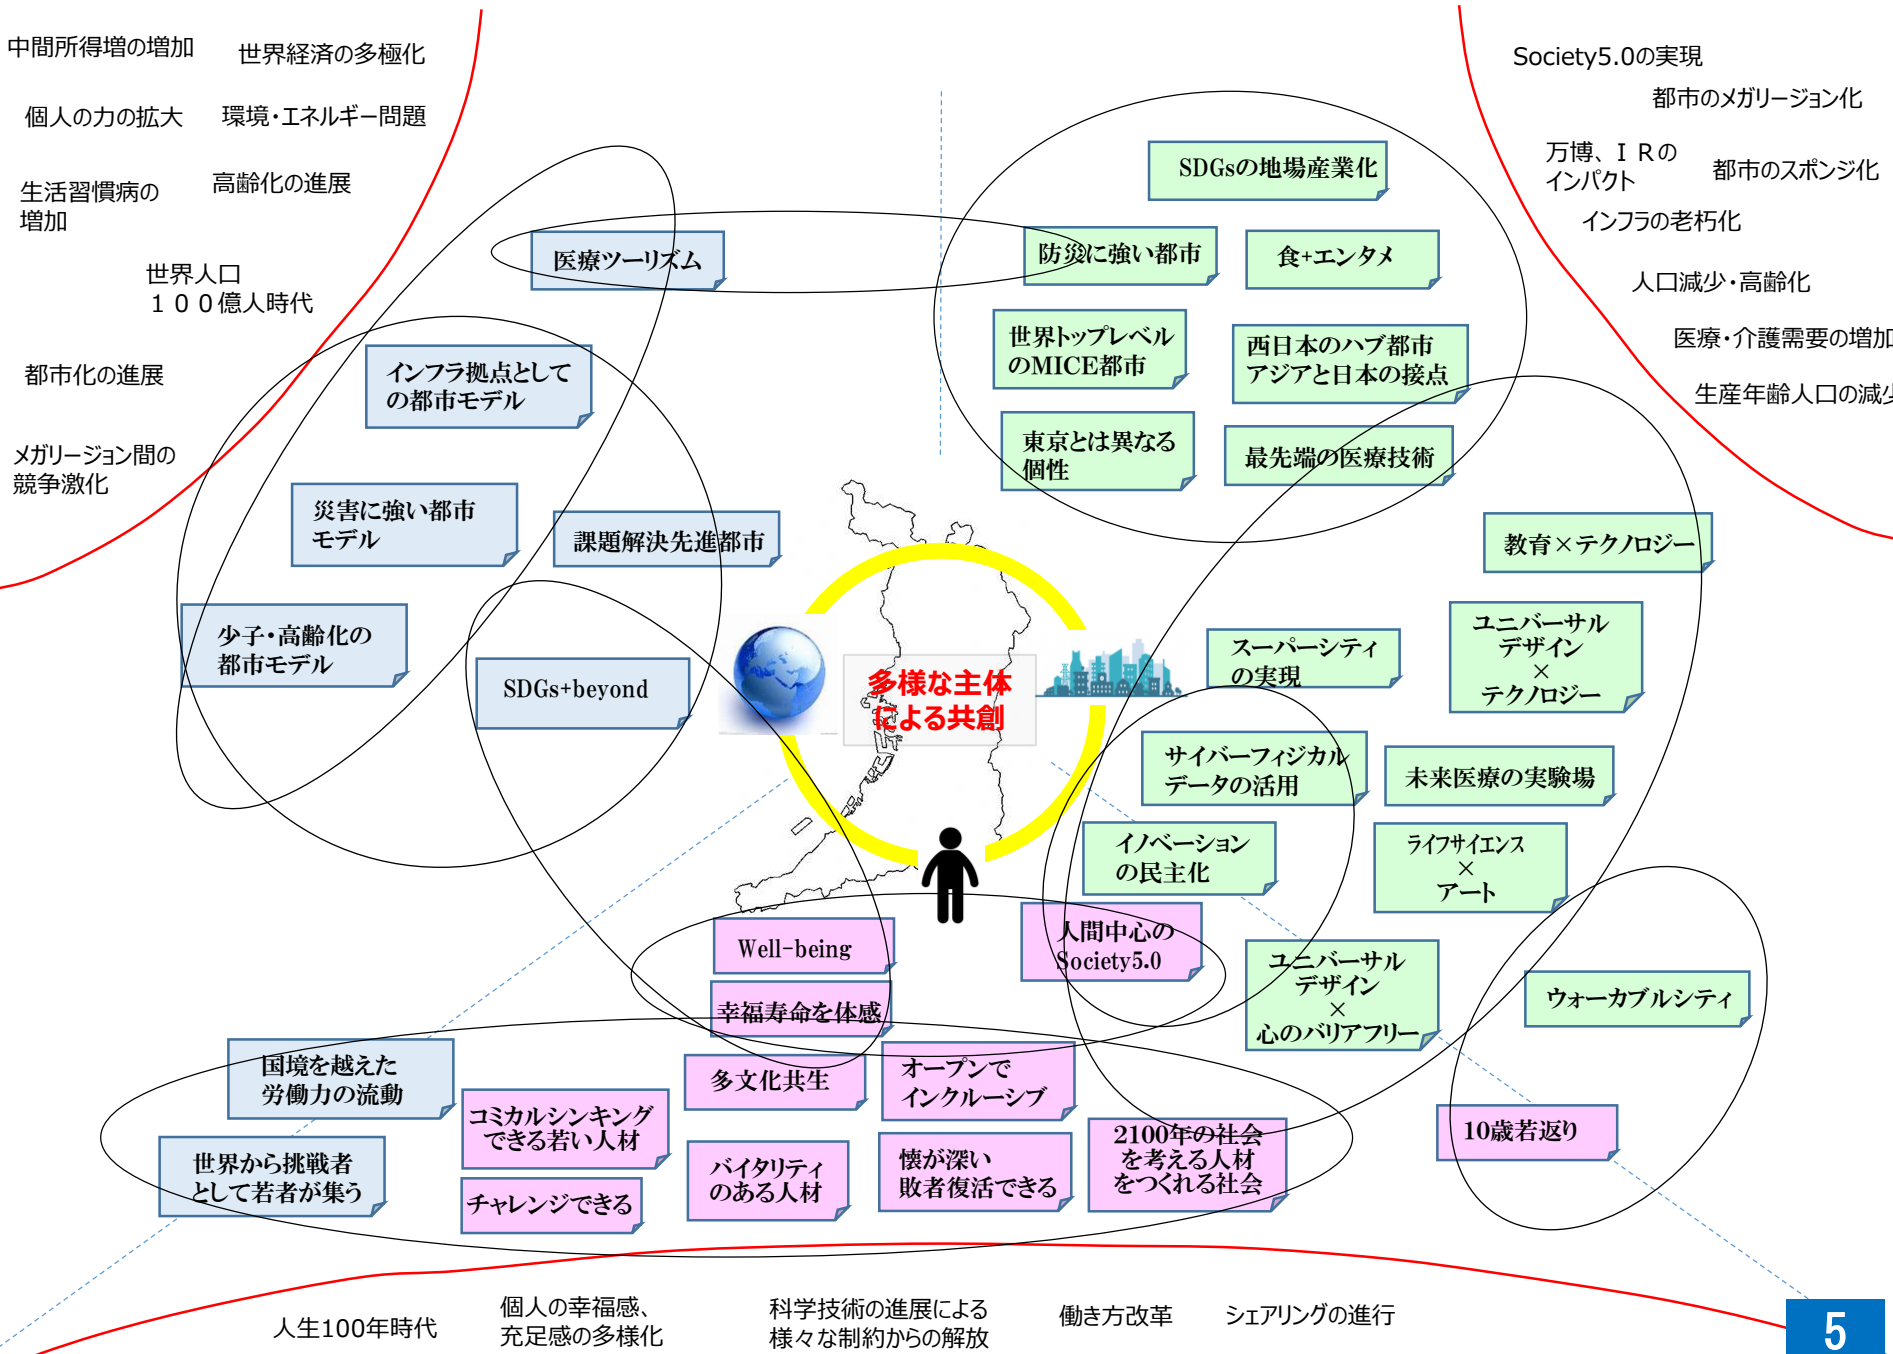 中間所得増の増加
世界経済の多極化
個人の力の拡大
環境・エネルギー問題
生活習慣病の
増加
高齢化の進展
世界人口
１００億人時代
都市化の進展
メガリージョン間の
競争激化
Society5.0の実現
都市のメガリージョン化
万博、ＩＲの
インパクト
都市のスポンジ化
インフラの老朽化
人口減少・高齢化
医療・介護需要の増加
生産年齢人口の減少
医療ツーリズム
インフラ拠点として
の都市モデル
災害に強い都市
モデル
課題解決先進都市
少子・高齢化の
都市モデル
SDGs+beyond
SDGsの地場産業化
防災に強い都市
食+エンタメ
世界トップレベル
のMICE都市
西日本のハブ都市
アジアと日本の接点
東京とは異なる
個性
最先端の医療技術
教育×テクノロジー
ユニバーサル
デザイン
×
テクノロジー
スーパーシティ
の実現
サイバーフィジカル
データの活用
未来医療の実験場
イノベーション
の民主化
ライフサイエンス
×
アート
多様な主体
による共創
Well-being
幸福寿命を体感
人間中心の
Society5.0
ユニバーサル
デザイン
×
心のバリアフリー
ウォーカブルシティ
国境を越えた
労働力の流動
世界から挑戦者
として若者が集う
コミカルシンキング
できる若い人材
チャレンジできる
多文化共生
バイタリティ
のある人材
オープンで
インクルーシブ
懐が深い
敗者復活できる
2100年の社会
を考える人材
をつくれる社会
10歳若返り
人生100年時代
個人の幸福感、
充足感の多様化
科学技術の進展による
様々な制約からの解放
働き方改革
シェアリングの進行
5